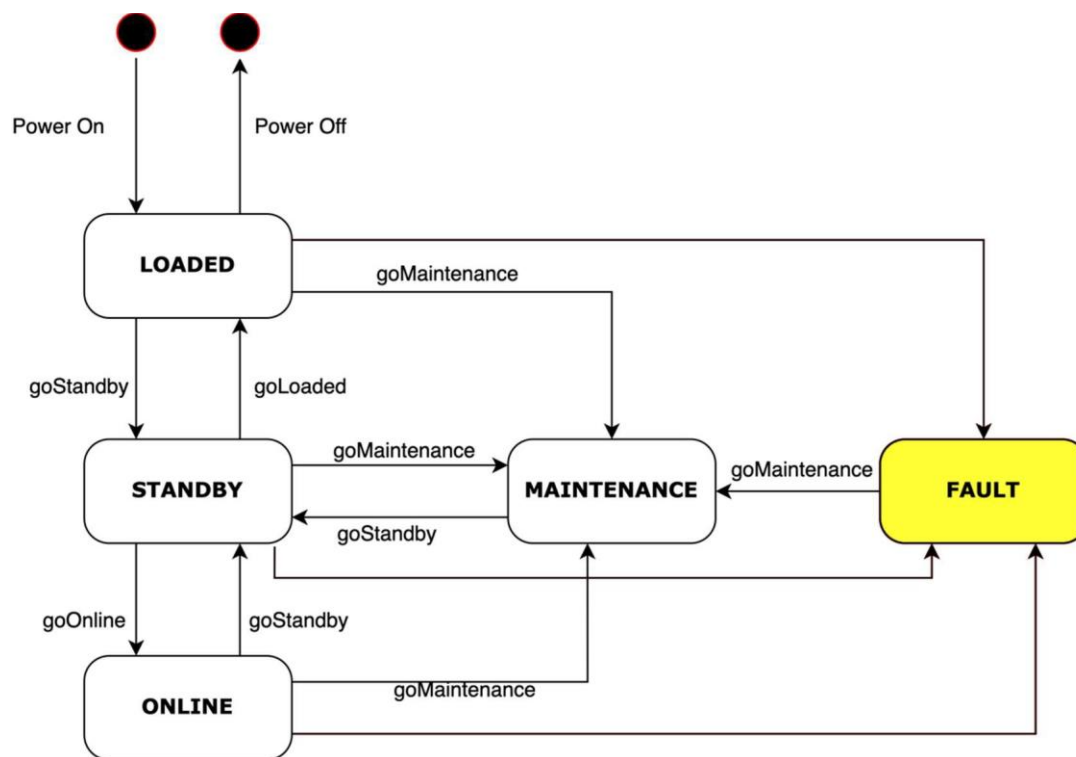 Power On
Power Off
LOADED
goMaintenance
goStandby
goLoaded
goMaintenance
goMaintenance
STANDBY
MAINTENANCE
FAULT
goStandby
goOnline
goStandby
goMaintenance
ONLINE